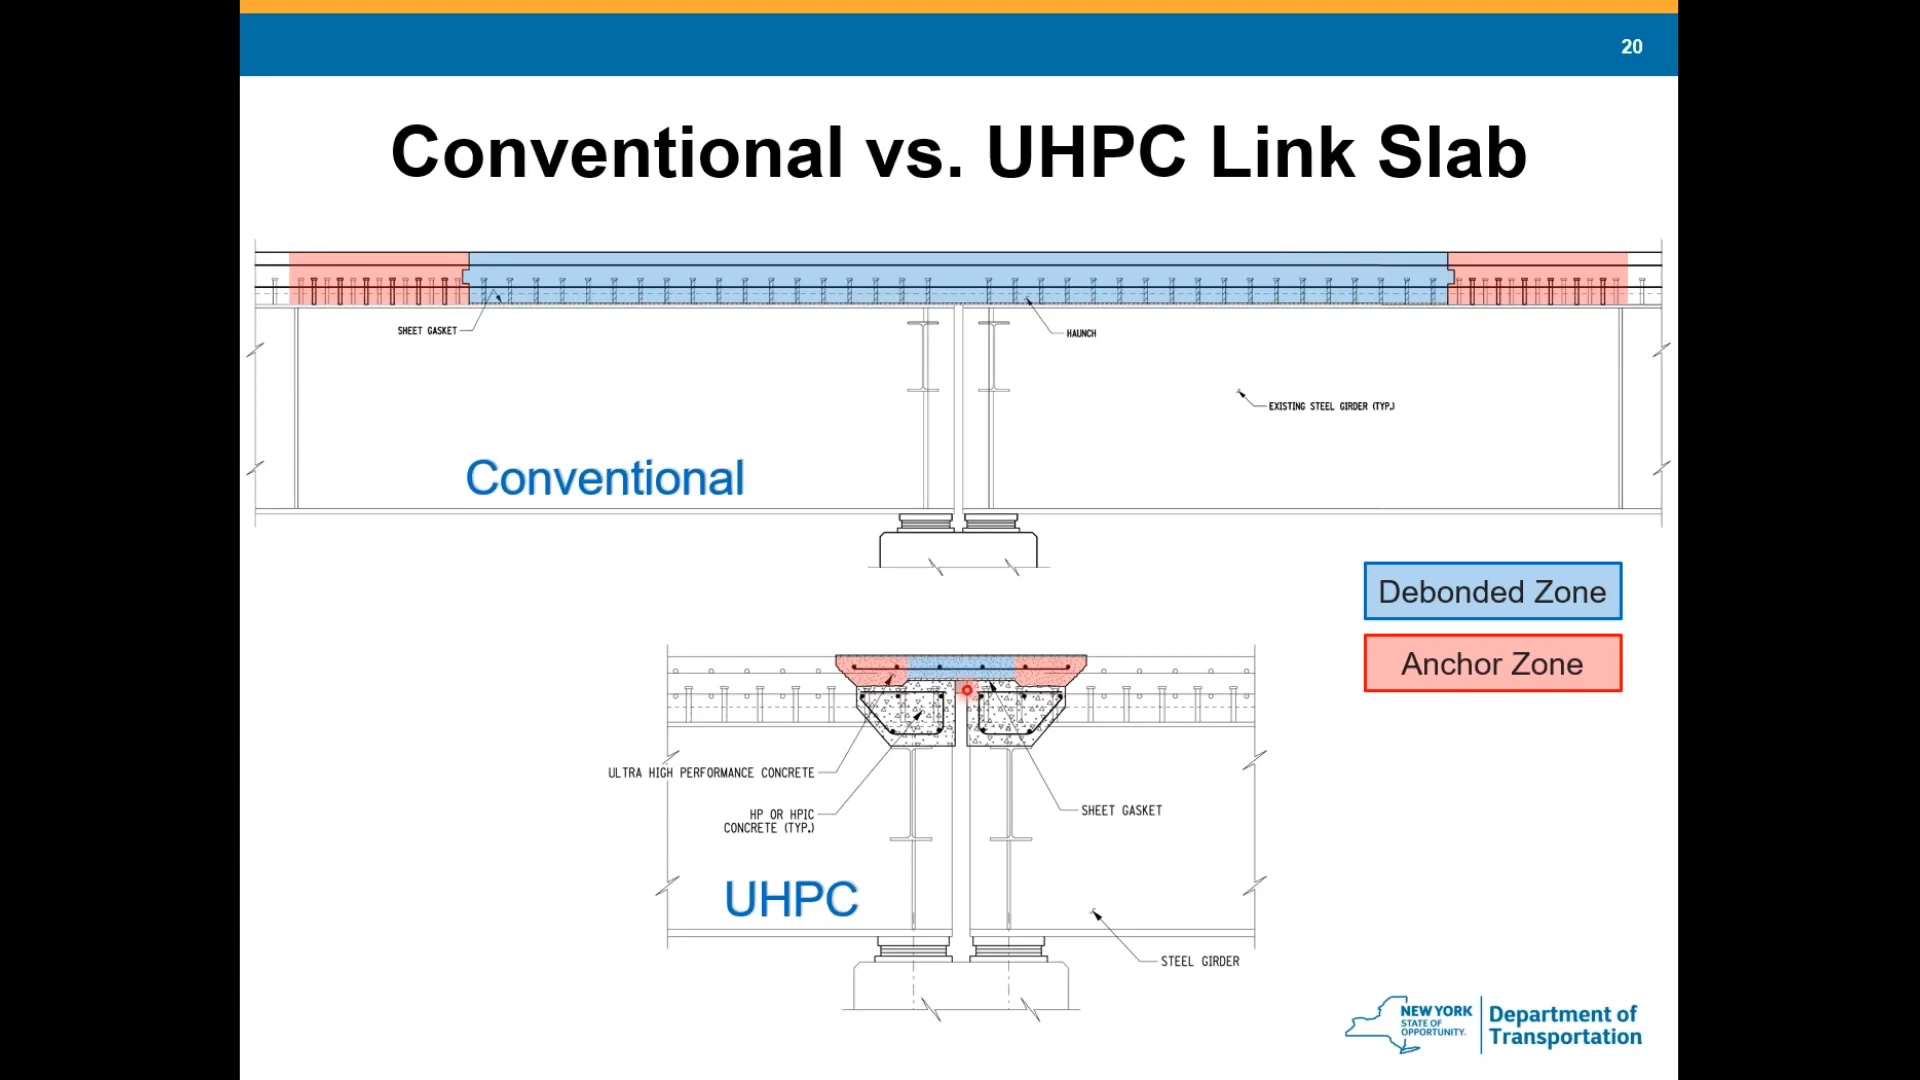 20
Conventional vs. UHPC Link Slab
SHEET GASKET
HAUNCH
EXISTING STEEL GIRDER (TYP.)
Conventional
Debonded Zone
Anchor Zone
ULTRA HIGH PERFORMANCE CONCRETE
HP OR HPIC
CONCRETE (TYP.)
SHEET GASKET
UHPC
STEEL GIRDER
NEW YORK
STATE OF
OPPORTUNITY.
Department of
Transportation